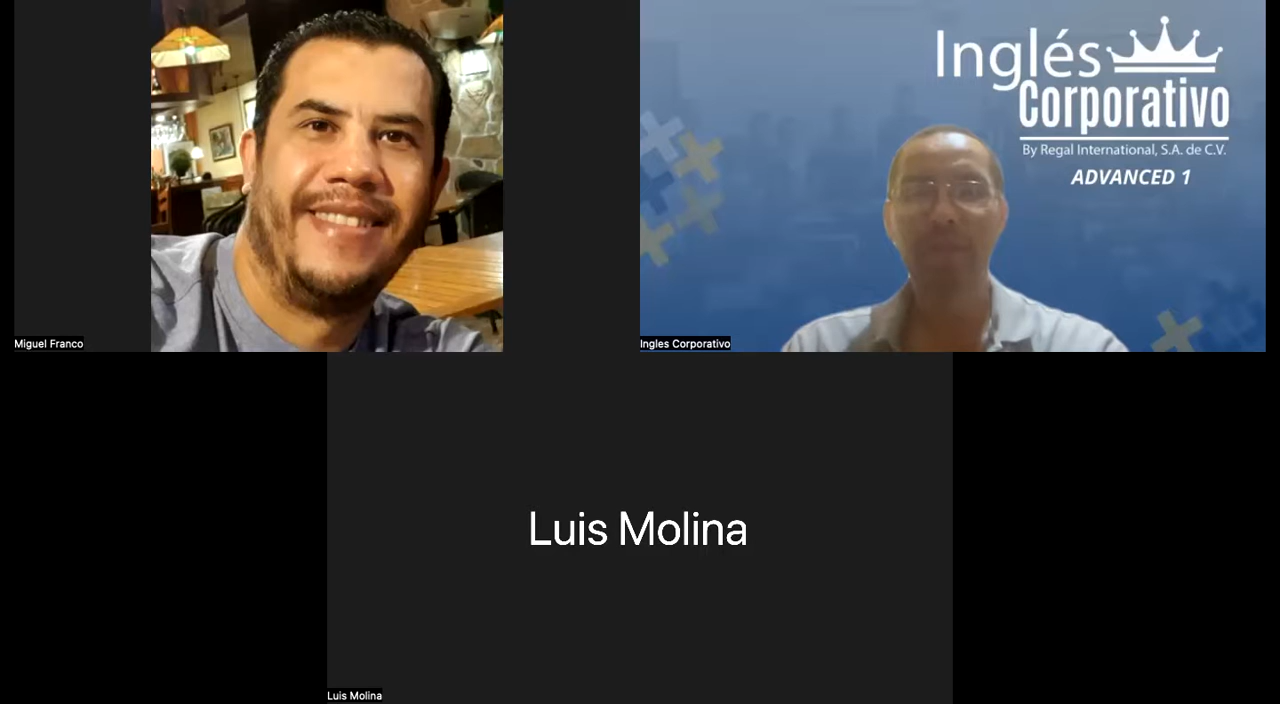 Inglés
Corporativo
By Regal International, S.A. de C.V.
ADVANCED 1
Miguel Franco
Ingles Corporativo
Luis Molina
Luis Molina